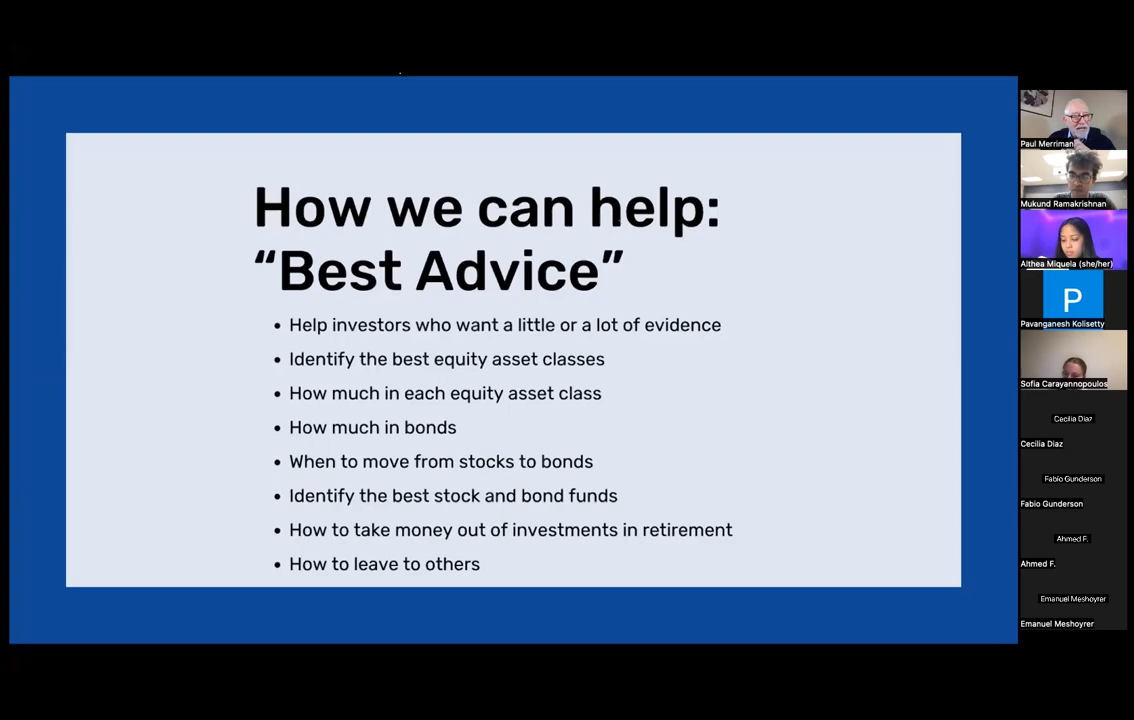 How we can help:
“Best Advice”
• Help investors who want a little or a lot of evidence
• Identify the best equity asset classes
• How much in each equity asset class
• How much in bonds
• When to move from stocks to bonds
• Identify the best stock and bond funds
• How to take money out of investments in retirement
• How to leave to others
Paul Merriman
Mukund Ramakrishnan
Althea Miquela (she/her)
P
Pavanganesh Kolisetty
Sofia Carayannopoulos
Cecilia Diaz
Cecilia Diaz
Fabio Gunderson
Fabio Gunderson
Ahmed F.
Ahmed F.
Emanuel Meshoyrer
Emanuel Meshoyrer